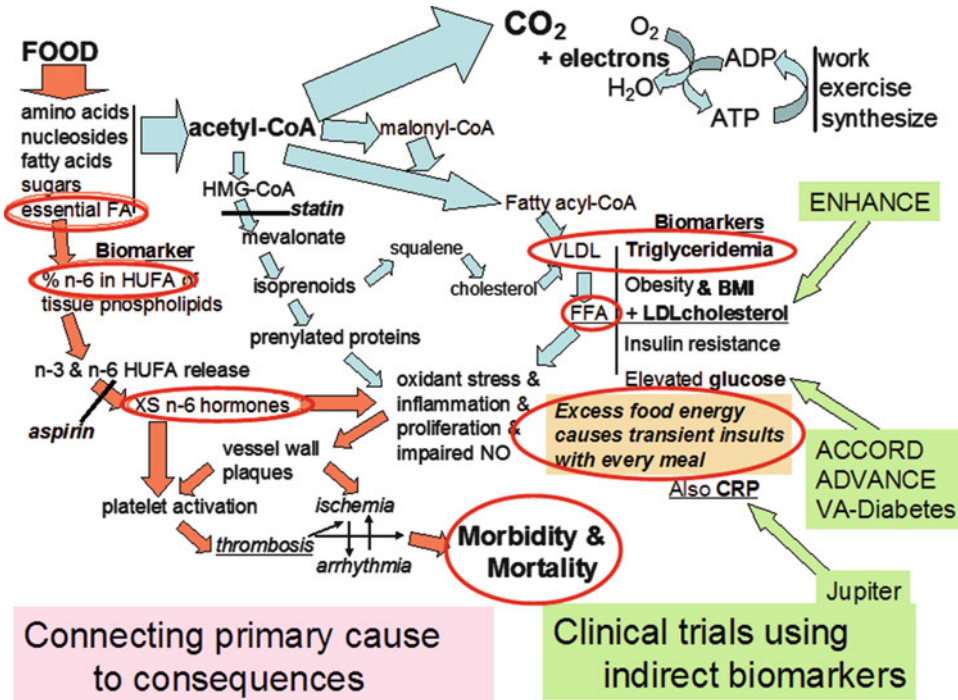 FOOD
amino acids
nucleosides
fatty acids
sugars
essential FA
Biomarker
% n-6 in HUFA of
tissue pnospholipids
n-3 & n-6 HUFA release
aspirin
XS n-6 hormones
acetyl-CoA
malonyl-CoA
HMG-CoA
statin
mevalonate
isoprenoids
squalene
cholesterol
prenylated proteins
Fatty acyl-CoA
VLDL
FFA
oxidant stress &
inflammation &
proliferation &
impaired NO
vessel wall
plaques
platelet activation
thrombosis
ischemia
arrhythmia
Morbidity &
Mortality
CO2
+ electrons
O2
H2O
ADP
ATP
work
exercise
synthesize
Biomarkers
Triglyceridemia
Obesity & BMI
+ LDLcholesterol
Insulin resistance
Elevated glucose
Excess food energy
causes transient insults
with every meal
Also CRP
ENHANCE
ACCORD
ADVANCE
VA-Diabetes
Jupiter
Connecting primary cause
to consequences
Clinical trials using
indirect biomarkers